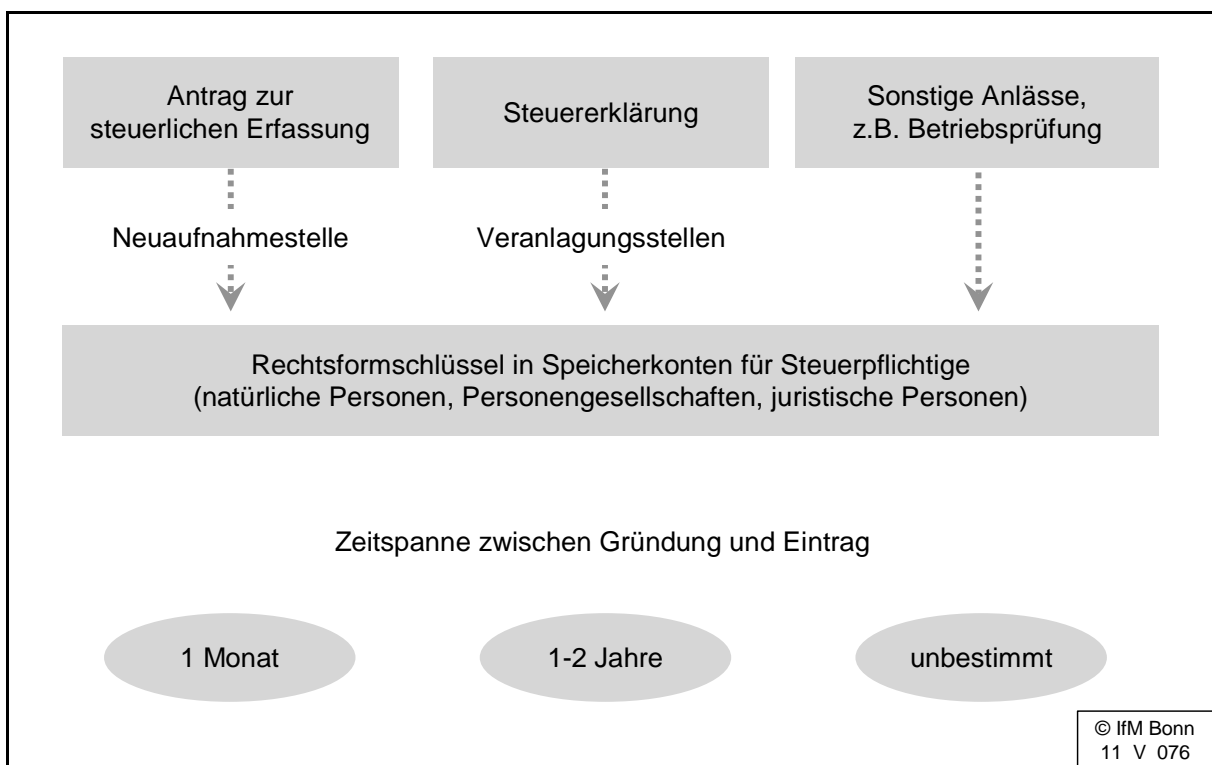 Antrag zur
steuerlichen Erfassung
Steuererklärung
Sonstige Anlässe,
z.B. Betriebsprüfung
Neuaufnahmestelle
Veranlagungsstellen
Rechtsformschlüssel in Speicherkonten für Steuerpflichtige
(natürliche Personen, Personengesellschaften, juristische Personen)
Zeitspanne zwischen Gründung und Eintrag
1 Monat
1-2 Jahre
unbestimmt
© IfM Bonn
11 V 076